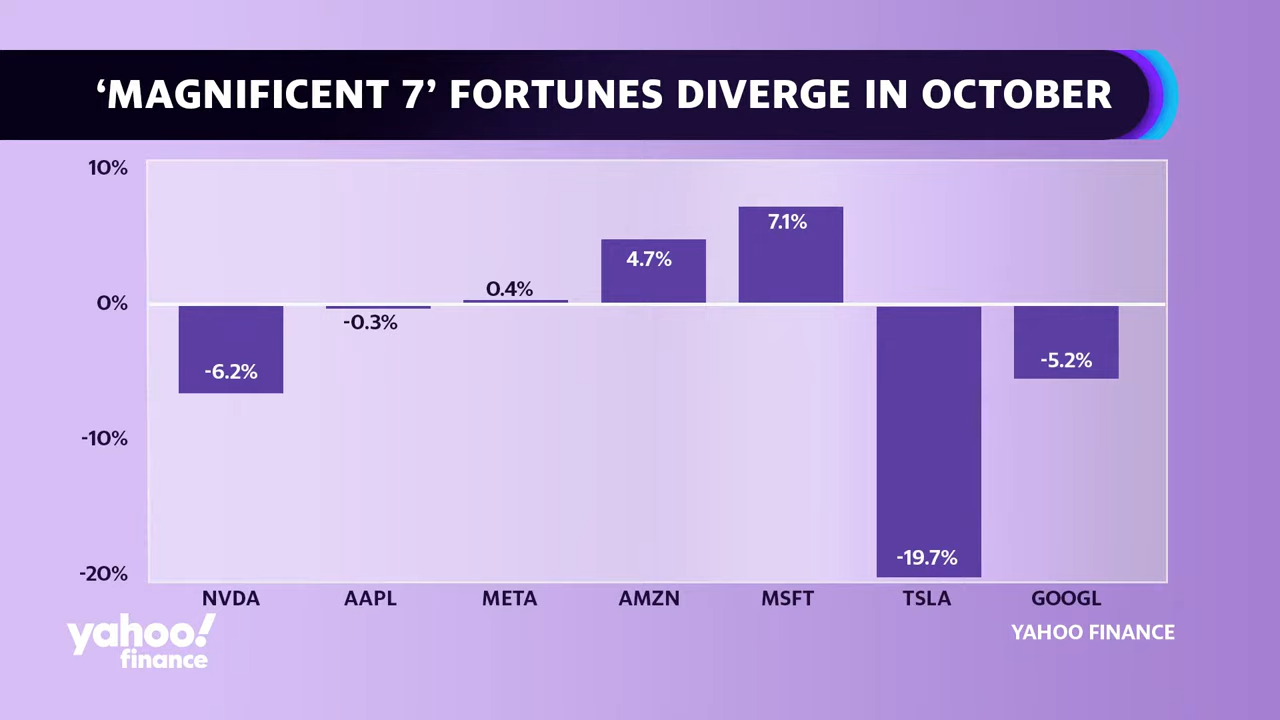 ‘MAGNIFICENT 7’ FORTUNES DIVERGE IN OCTOBER
10%
0%
-10%
-20%
-6.2%
-0.3%
0.4%
4.7%
7.1%
-19.7%
-5.2%
NVDA AAPL META AMZN MSFT TSLA GOOGL
yahoo!
finance
YAHOO FINANCE